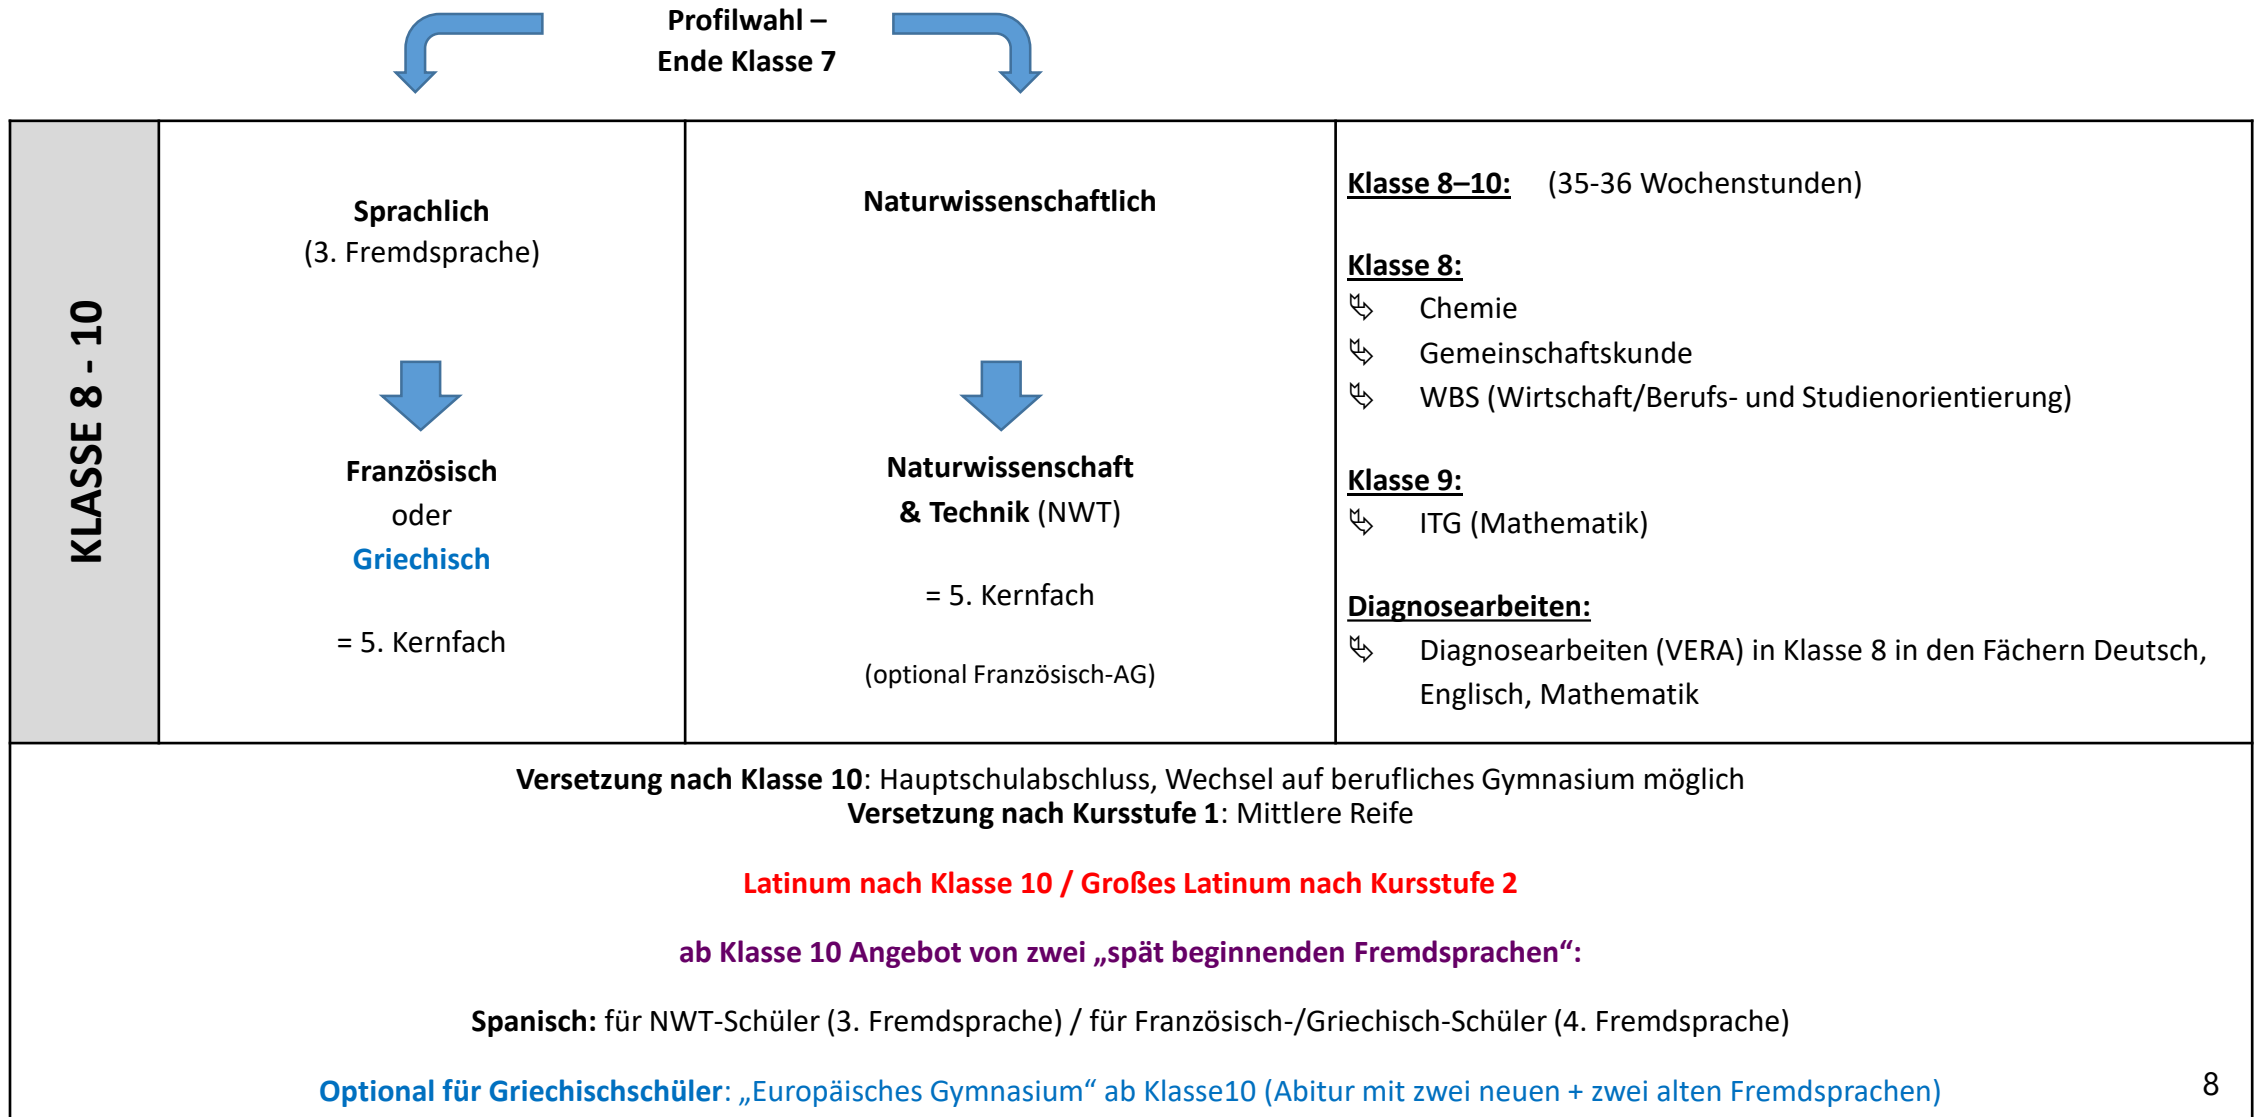 Profilwahl –
Ende Klasse 7
KLASSE 8 - 10
Sprachlich
(3. Fremdsprache)
Französisch
oder
Griechisch
= 5. Kernfach
Naturwissenschaftlich
Naturwissenschaft
& Technik (NWT)
= 5. Kernfach
(optional Französisch-AG)
Klasse 8–10: (35-36 Wochenstunden)
Klasse 8:
Chemie
Gemeinschaftskunde
WBS (Wirtschaft/Berufs- und Studienorientierung)
Klasse 9:
ITG (Mathematik)
Diagnosearbeiten:
Diagnosearbeiten (VERA) in Klasse 8 in den Fächern Deutsch,
Englisch, Mathematik
Versetzung nach Klasse 10: Hauptschulabschluss, Wechsel auf berufliches Gymnasium möglich
Versetzung nach Kursstufe 1: Mittlere Reife
Latinum nach Klasse 10 / Großes Latinum nach Kursstufe 2
ab Klasse 10 Angebot von zwei „spät beginnenden Fremdsprachen“:
Spanisch: für NWT-Schüler (3. Fremdsprache) / für Französisch-/Griechisch-Schüler (4. Fremdsprache)
Optional für Griechischschüler: „Europäisches Gymnasium“ ab Klasse10 (Abitur mit zwei neuen + zwei alten Fremdsprachen)
8